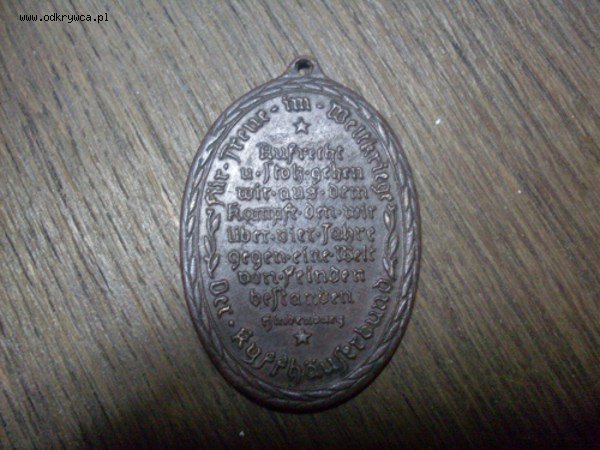 www.odkrywca.pl
Für · Treue · im · Weltkriege
Aufrecht
u · stolz · gehen
wir · aus · dem
Kampfe · den · wir
über · vier · Jahre
gegen · eine · Welt
von · Feinden
bestanden
Hindenburg
Der · Kyffhäuserbund